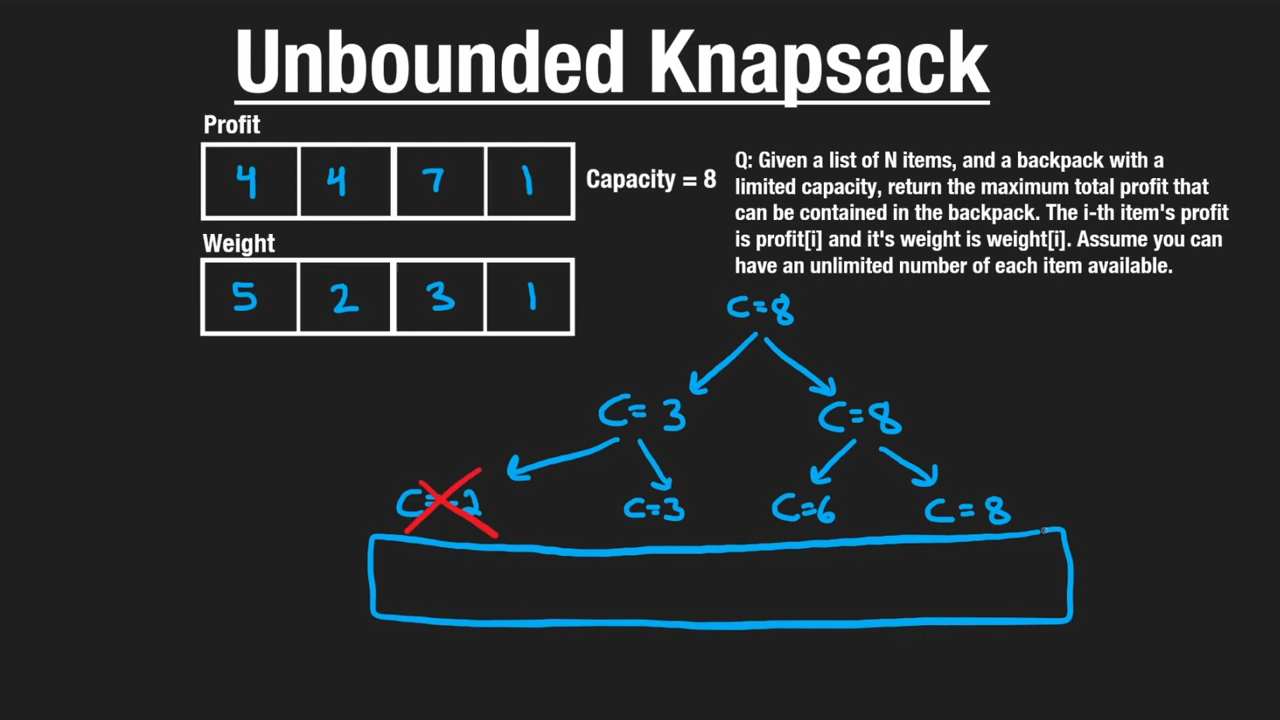 Unbounded Knapsack
Profit
4 4 7 1
Capacity = 8
Weight
5 2 3 1
Q: Given a list of N items, and a backpack with a
limited capacity, return the maximum total profit that
can be contained in the backpack. The i-th item's profit
is profit[i] and it's weight is weight[i]. Assume you can
have an unlimited number of each item available.
C=8
C= 3
C=8
C=-2
C=3
C=6
C=8